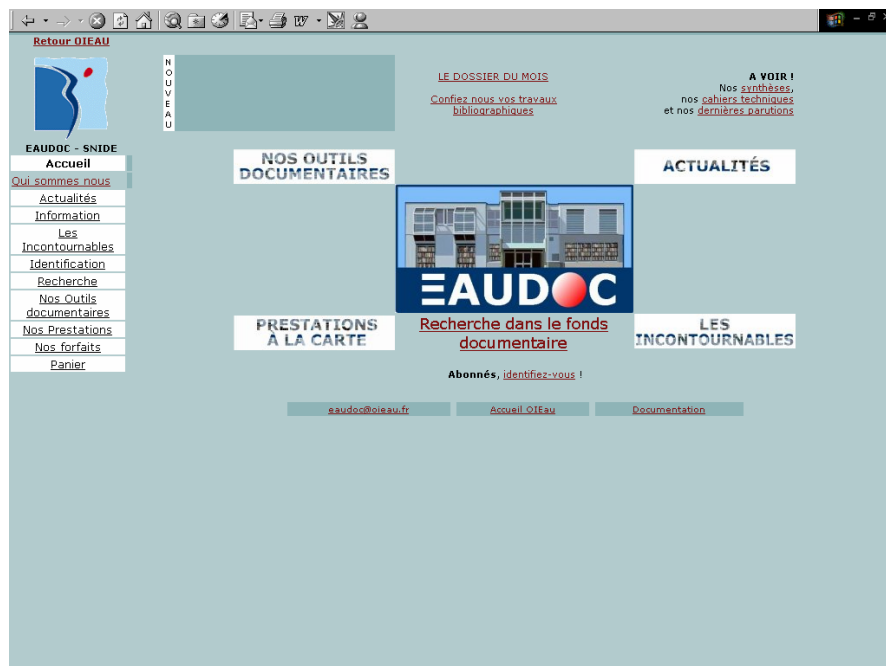 Retour OIEAU
EAUDOC - SNIDE
Accueil
Qui sommes nous
Actualités
Information
Les
Incontournables
Identification
Recherche
Nos Outils
documentaires
Nos Prestations
Nos forfaits
Panier
NOUVEAU
LE DOSSIER DU MOIS
Confiez nous vos travaux
bibliographiques
A VOIR !
Nos synthèses,
nos cahiers techniques
et nos dernières parutions
NOS OUTILS
DOCUMENTAIRES
ACTUALITÉS
EAUDOC
PRESTATIONS
À LA CARTE
Recherche dans le fonds
documentaire
LES
INCONTOURNABLES
Abonnés, identifiez-vous !
eaudoc@oieau.fr
Accueil OIEau
Documentation